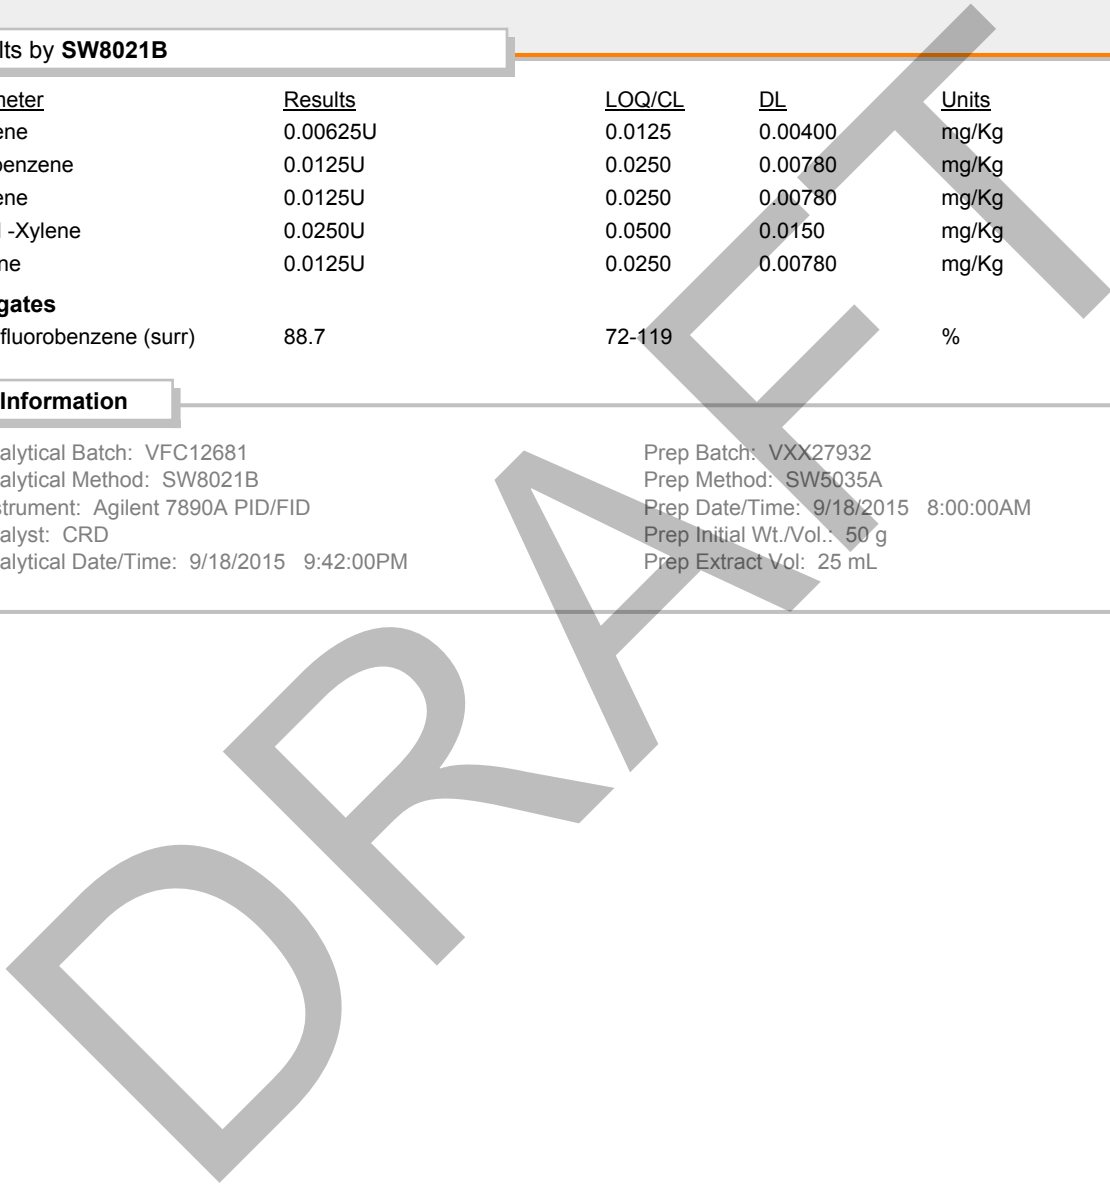 lts by SW8021B
meter Results LOQ/CL DL Units
ene 0.00625U 0.0125 0.00400 mg/Kg
benzene 0.0125U 0.0250 0.00780 mg/Kg
ene 0.0125U 0.0250 0.00780 mg/Kg
-Xylene 0.0250U 0.0500 0.0150 mg/Kg
ne 0.0125U 0.0250 0.00780 mg/Kg
gates
fluorobenzene (surr) 88.7 72-119 %
Information
alytical Batch: VFC12681 Prep Batch: VXX27932
alytical Method: SW8021B Prep Method: SW5035A
strument: Agilent 7890A PID/FID Prep Date/Time: 9/18/2015 8:00:00AM
alyst: CRD Prep Initial Wt./Vol.: 50 g
alytical Date/Time: 9/18/2015 9:42:00PM Prep Extract Vol: 25 mL
DRAFT